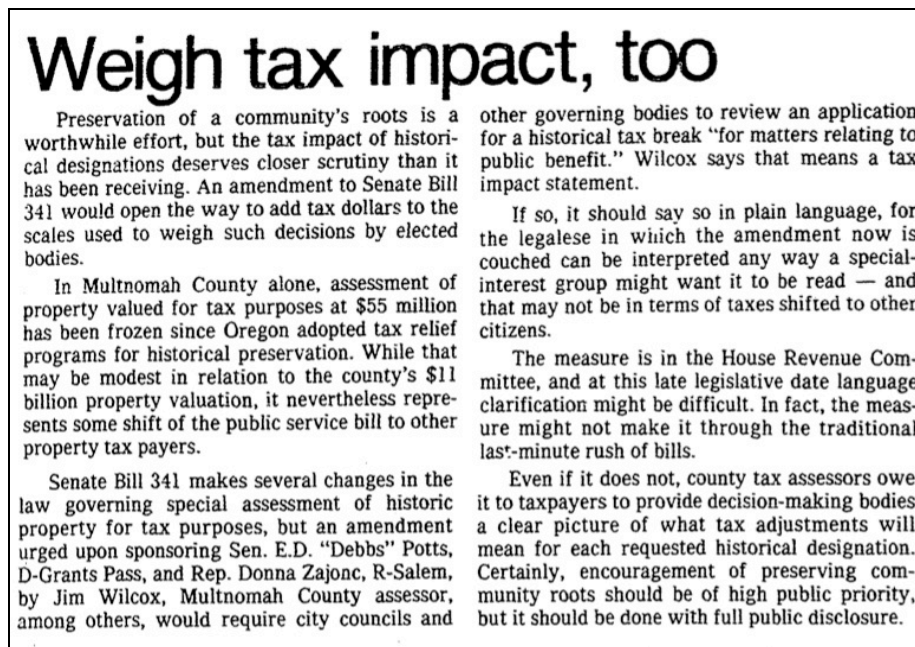 Weigh tax impact, too
Preservation of a community's roots is a
worthwhile effort, but the tax impact of histori-
cal designations deserves closer scrutiny than it
has been receiving. An amendment to Senate Bill
341 would open the way to add tax dollars to the
scales used to weigh such decisions by elected
bodies.
In Multnomah County alone, assessment of
property valued for tax purposes at $55 million
has been frozen since Oregon adopted tax relief
programs for historical preservation. While that
may be modest in relation to the county's $11
billion property valuation, it nevertheless repre-
sents some shift of the public service bill to other
property tax payers.
Senate Bill 341 makes several changes in the
law governing special assessment of historic
property for tax purposes, but an amendment
urged upon sponsoring Sen. E.D. "Debbs" Potts,
D-Grants Pass, and Rep. Donna Zajonc, R-Salem,
by Jim Wilcox, Multnomah County assessor,
among others, would require city councils and
other governing bodies to review an application
for a historical tax break "for matters relating to
public benefit." Wilcox says that means a tax
impact statement.
If so, it should say so in plain language, for
the legalese in which the amendment now is
couched can be interpreted any way a special-
interest group might want it to be read — and
that may not be in terms of taxes shifted to other
citizens.
The measure is in the House Revenue Com-
mittee, and at this late legislative date language
clarification might be difficult. In fact, the meas-
ure might not make it through the traditional
last-minute rush of bills.
Even if it does not, county tax assessors owe
it to taxpayers to provide decision-making bodies
a clear picture of what tax adjustments will
mean for each requested historical designation.
Certainly, encouragement of preserving com-
munity roots should be of high public priority,
but it should be done with full public disclosure.